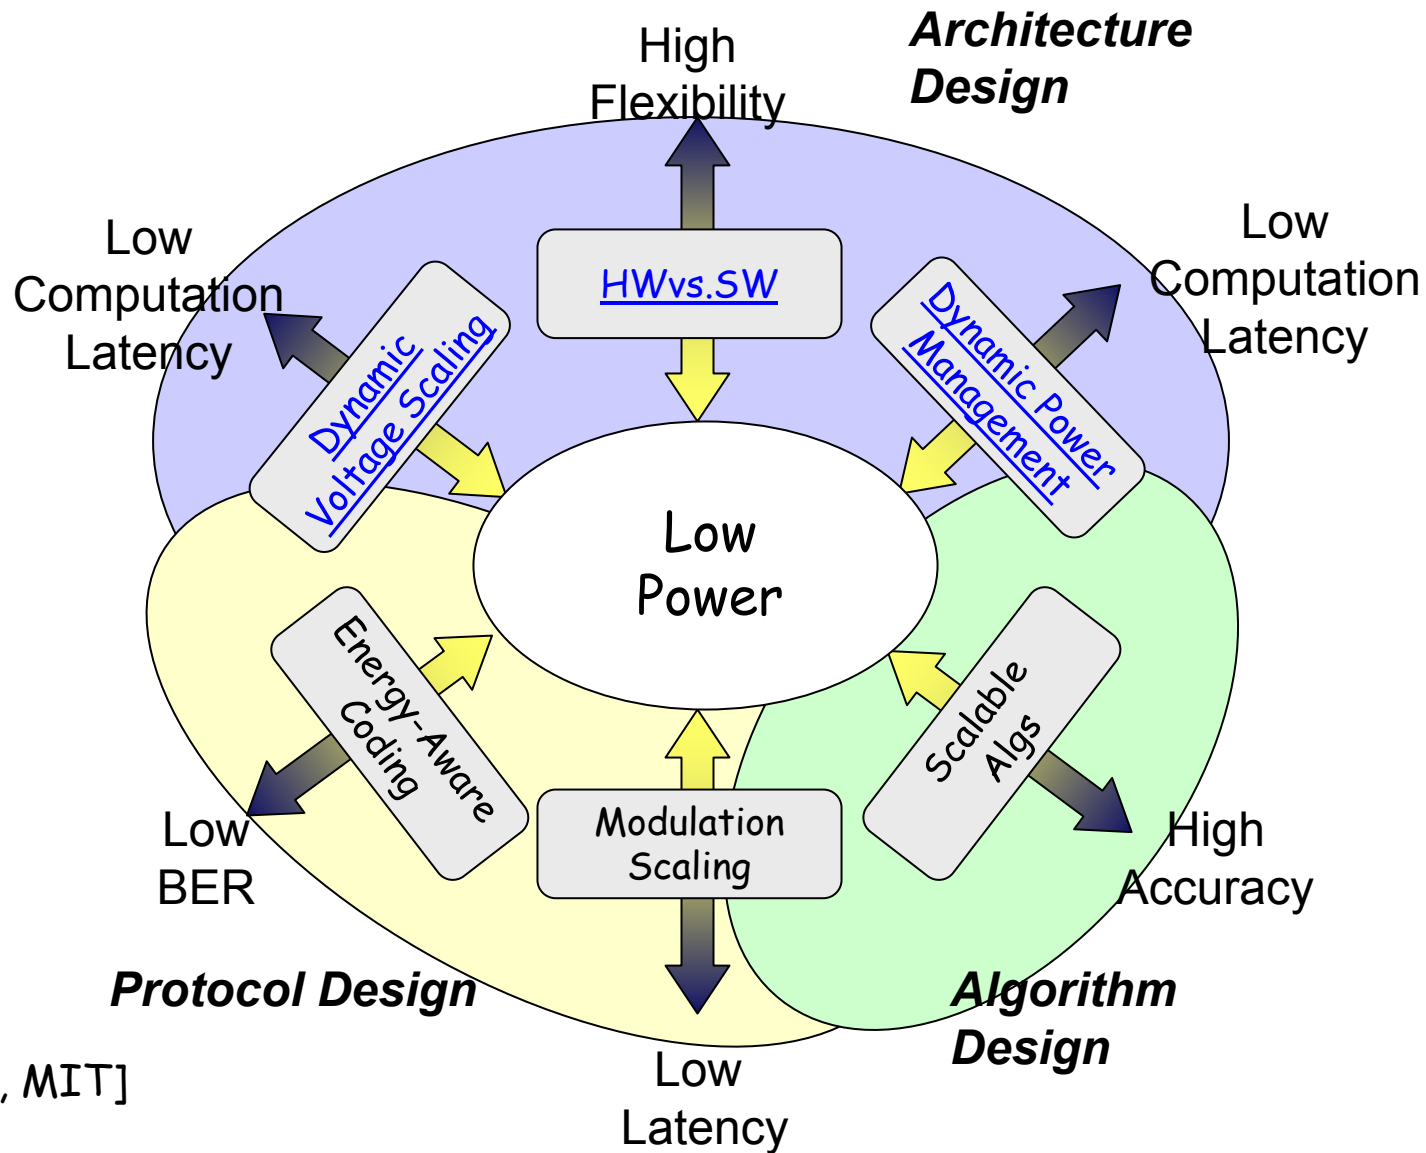 High
Flexibility
Architecture
Design
Low
Computation
Latency
HWvs.SW
Low
Computation
Latency
Dynamic
Voltage Scaling
Dynamic Power
Management
Low
Power
Energy-Aware
Coding
Scalable
Algs
Modulation
Scaling
Low
BER
High
Accuracy
Protocol Design
Algorithm
Design
Low
Latency
, MIT]